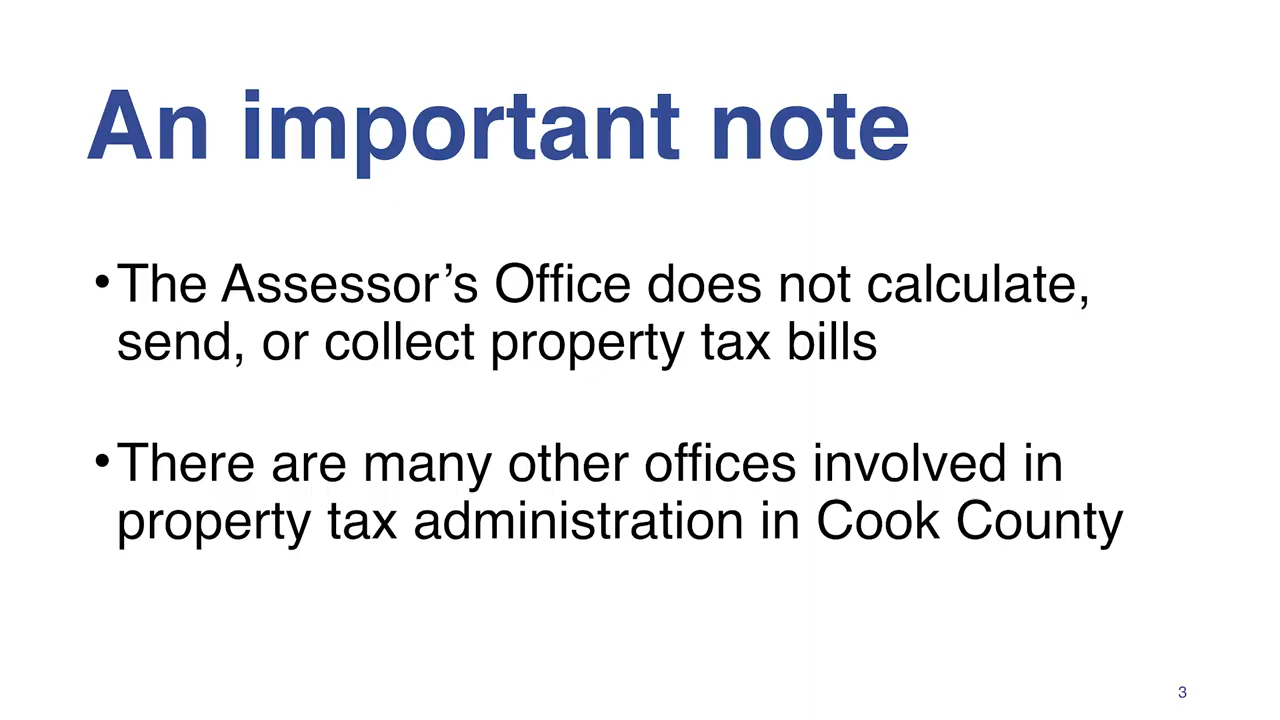 An important note
•The Assessor’s Office does not calculate,
send, or collect property tax bills
•There are many other offices involved in
property tax administration in Cook County
3